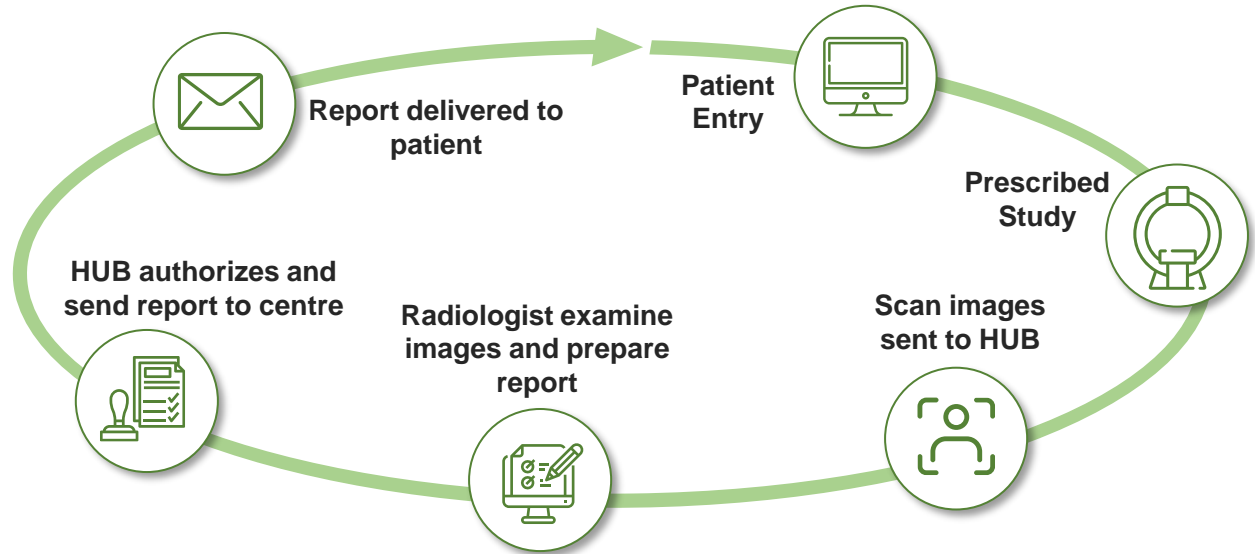 Patient
Entry
Prescribed
Study
Scan images
sent to HUB
Radiologist examine
images and prepare
report
HUB authorizes and
send report to centre
Report delivered to
patient